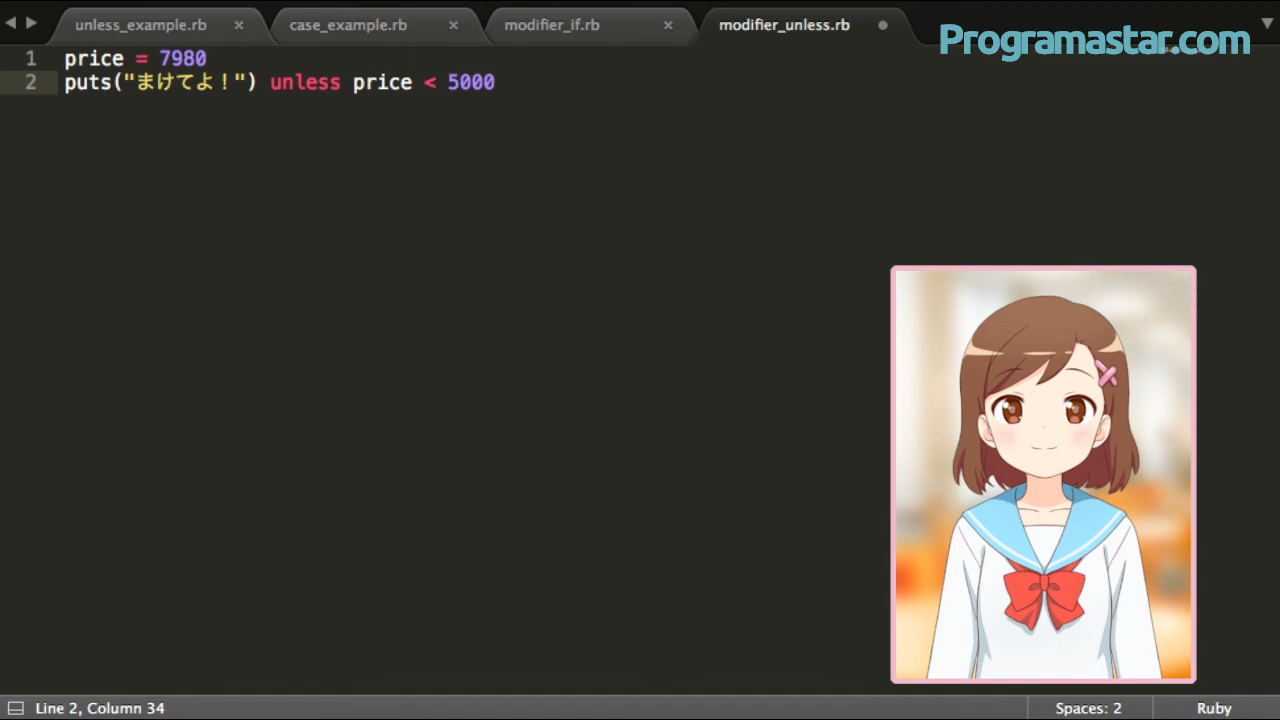 unless_example.rb × case_example.rb × modifier_if.rb × modifier_unless.rb
Programastar.com
1 price = 7980
2 puts("まけてよ！") unless price < 5000
Line 2, Column 34 Spaces: 2 Ruby